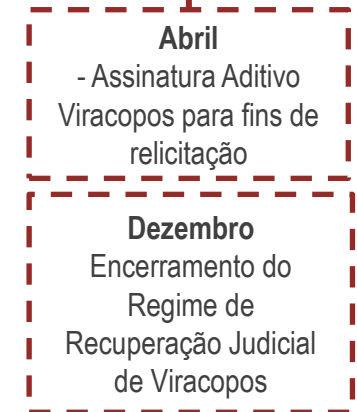 Abril
- Assinatura Aditivo
Viracopos para fins de
relicitação
Dezembro
Encerramento do
Regime de
Recuperação Judicial
de Viracopos